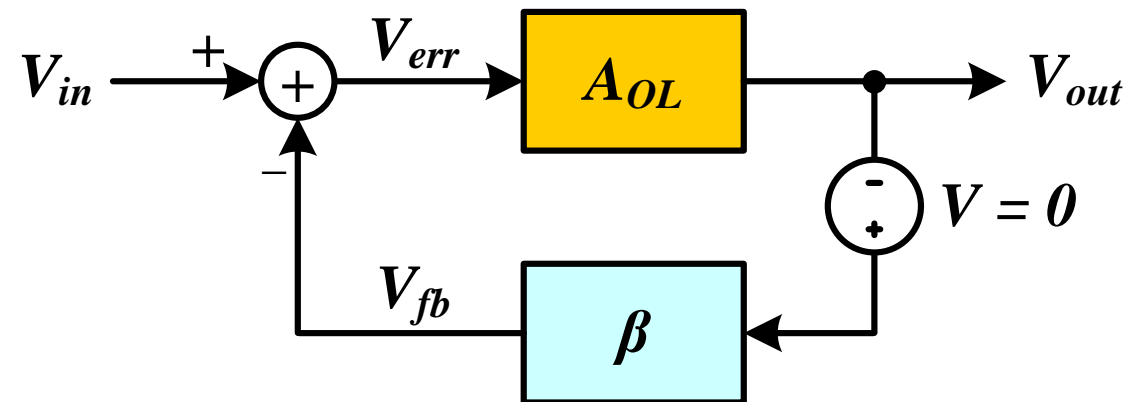 V_in
+
+
V_err
A_OL
V_out
−
-
+
V = 0
V_fb
β